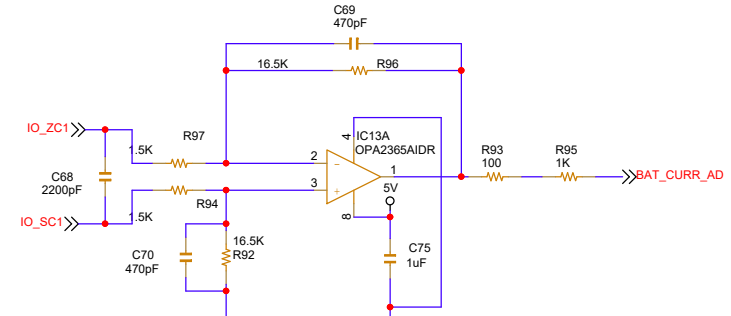 C69
470pF
16.5K
R96
IO_ZC1
1.5K
R97
4
IC13A
OPA2365AIDR
C68
2200pF
2
1
3
R93
100
R95
1K
BAT_CURR_AD
5V
IO_SC1
1.5K
R94
8
16.5K
R92
C70
470pF
C75
1uF